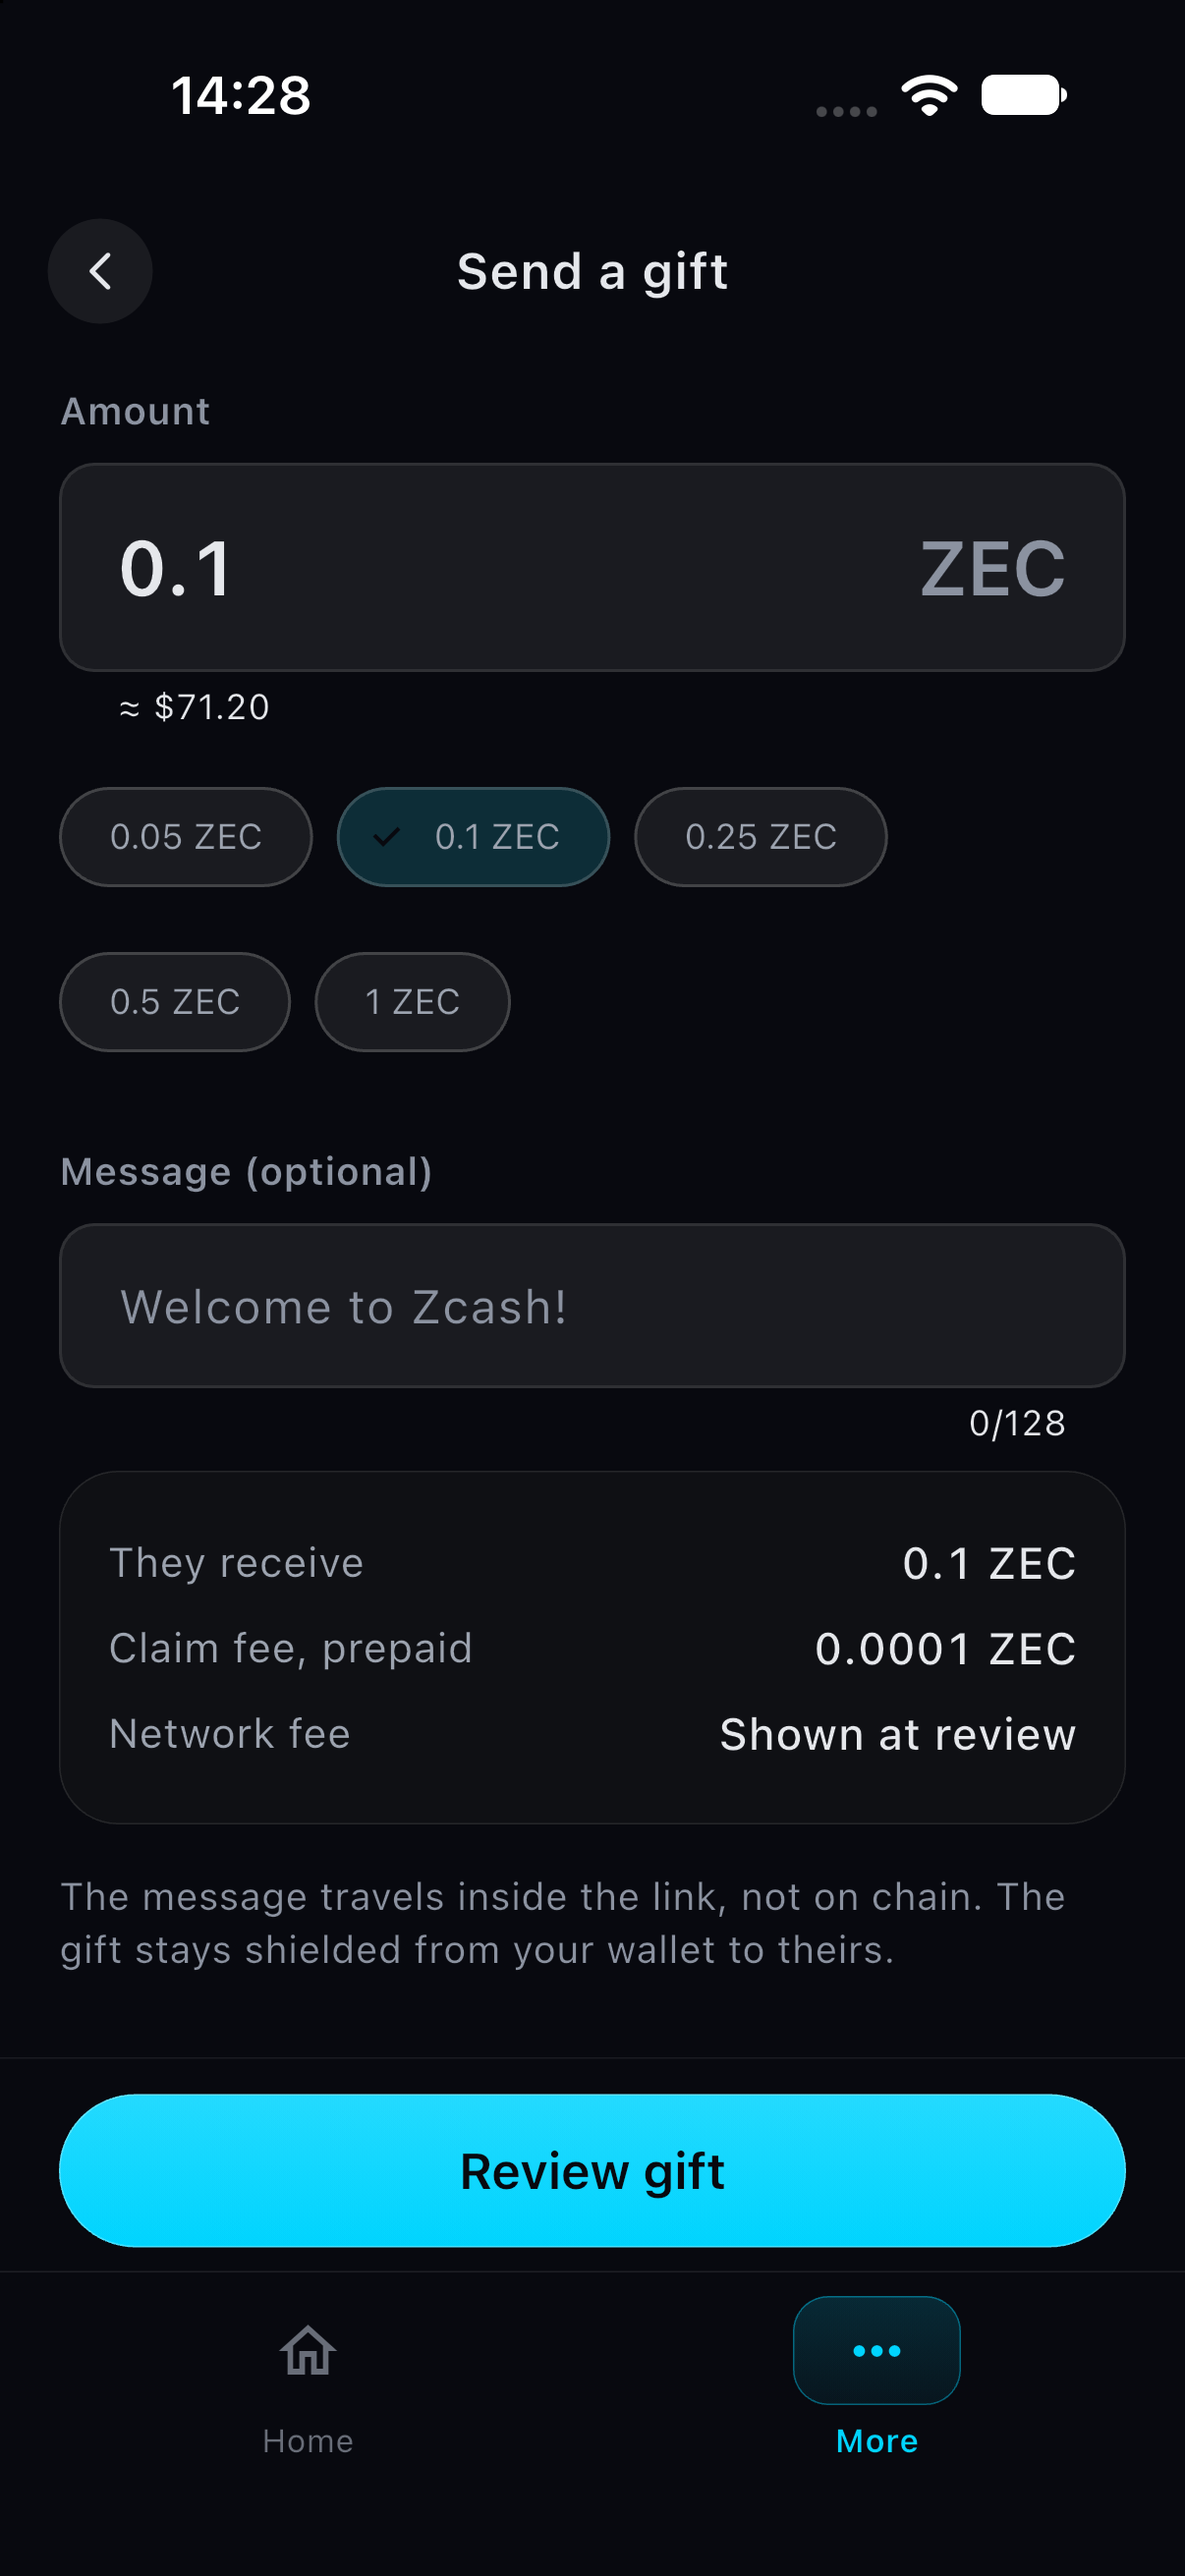 14:28
Send a gift
Amount
0.1 ZEC
≈ $71.20
0.05 ZEC 0.1 ZEC 0.25 ZEC
0.5 ZEC 1 ZEC
Message (optional)
Welcome to Zcash!
0/128
They receive 0.1 ZEC
Claim fee, prepaid 0.0001 ZEC
Network fee Shown at review
The message travels inside the link, not on chain. The
gift stays shielded from your wallet to theirs.
Review gift
Home More